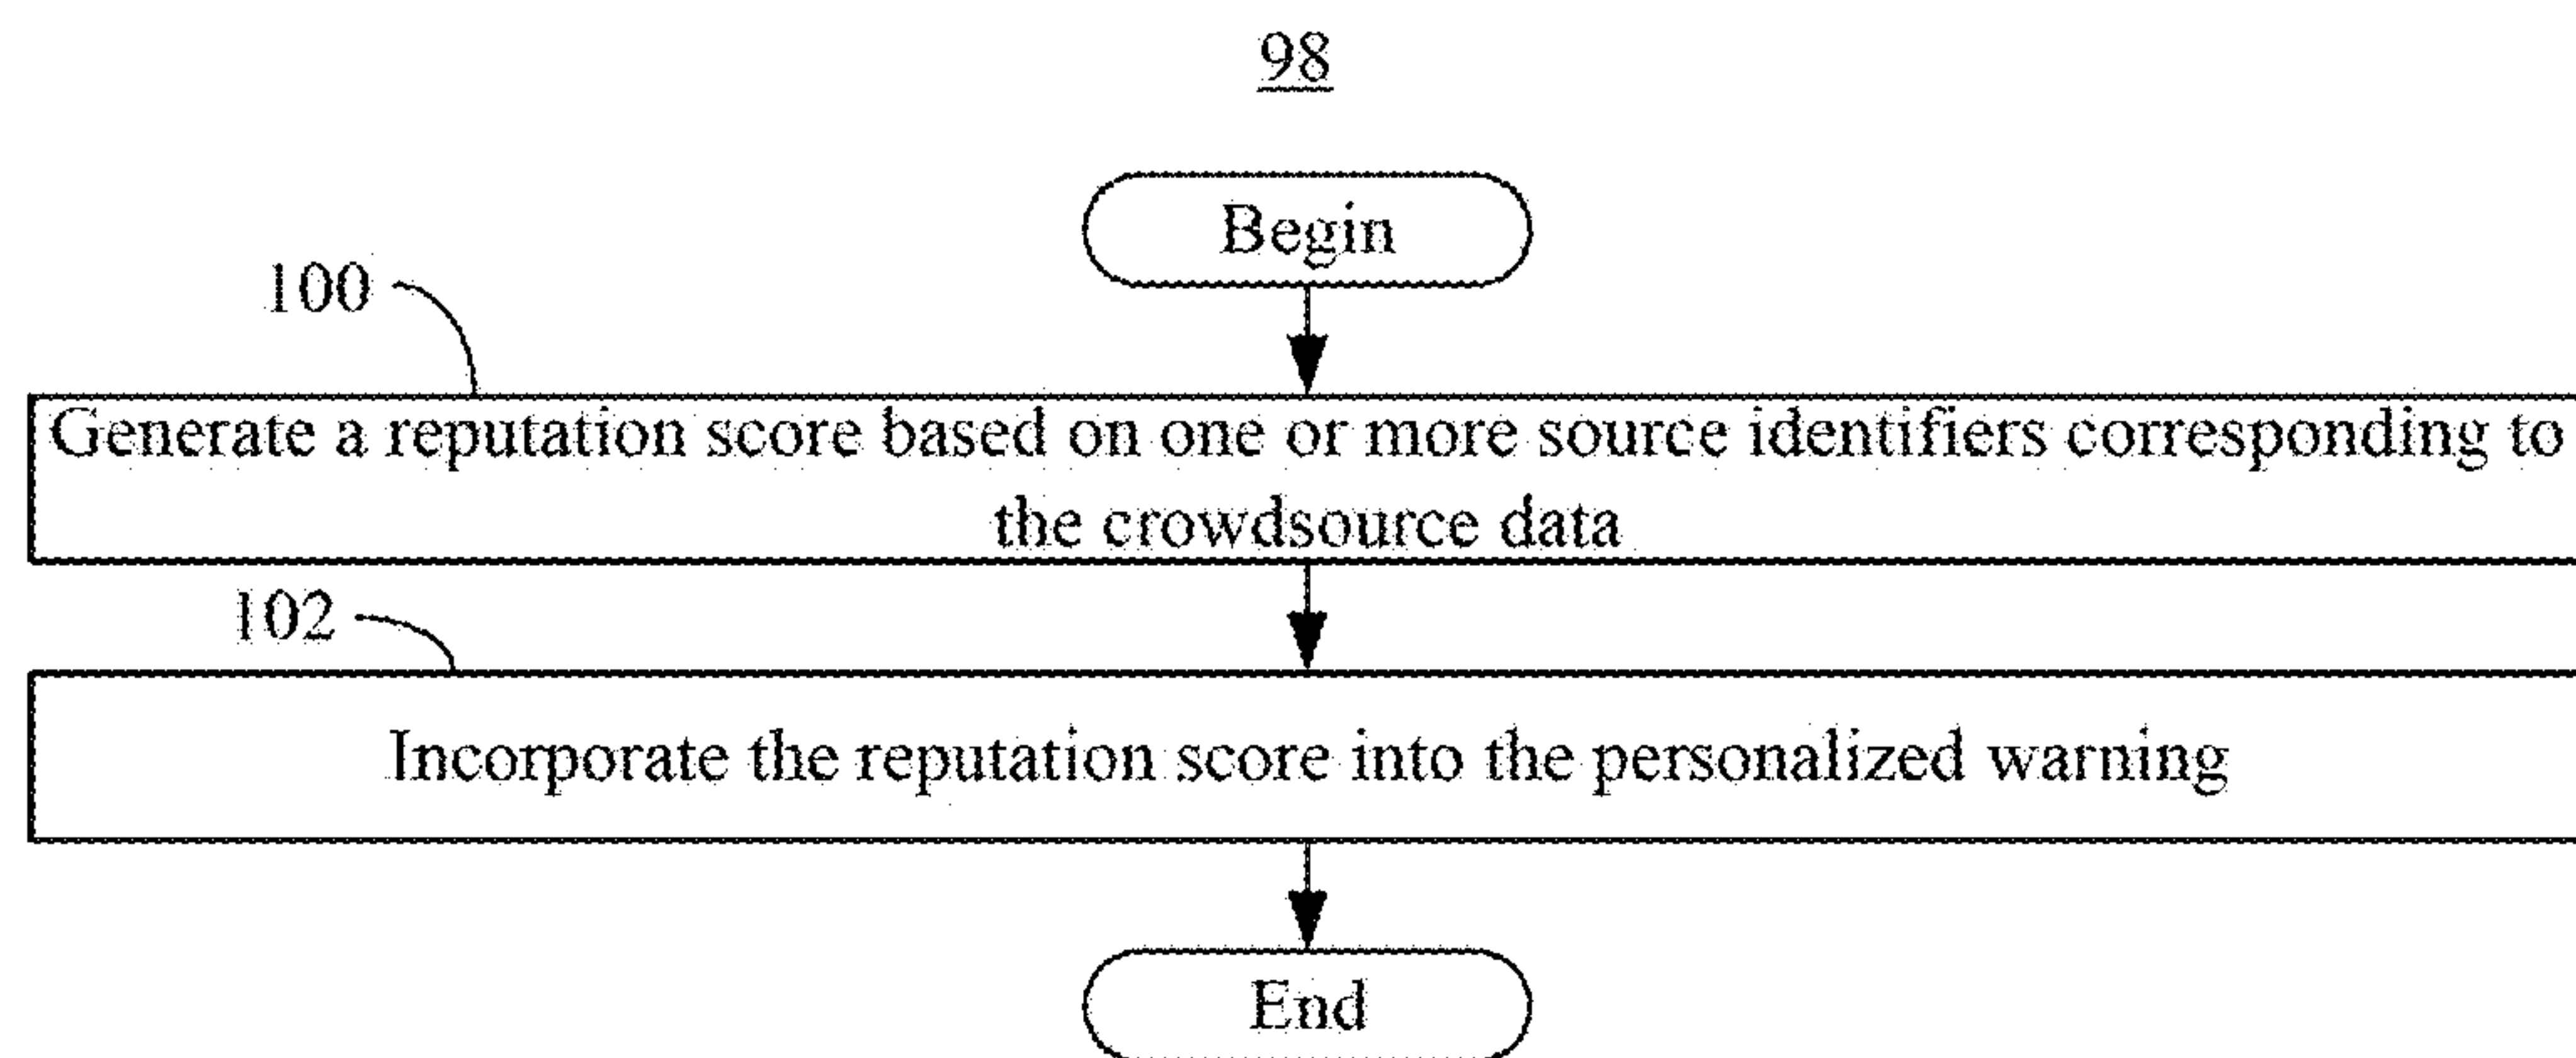 98
Begin
100
Generate a reputation score based on one or more source identifiers corresponding to
the crowdsource data
102
Incorporate the reputation score into the personalized warning
End